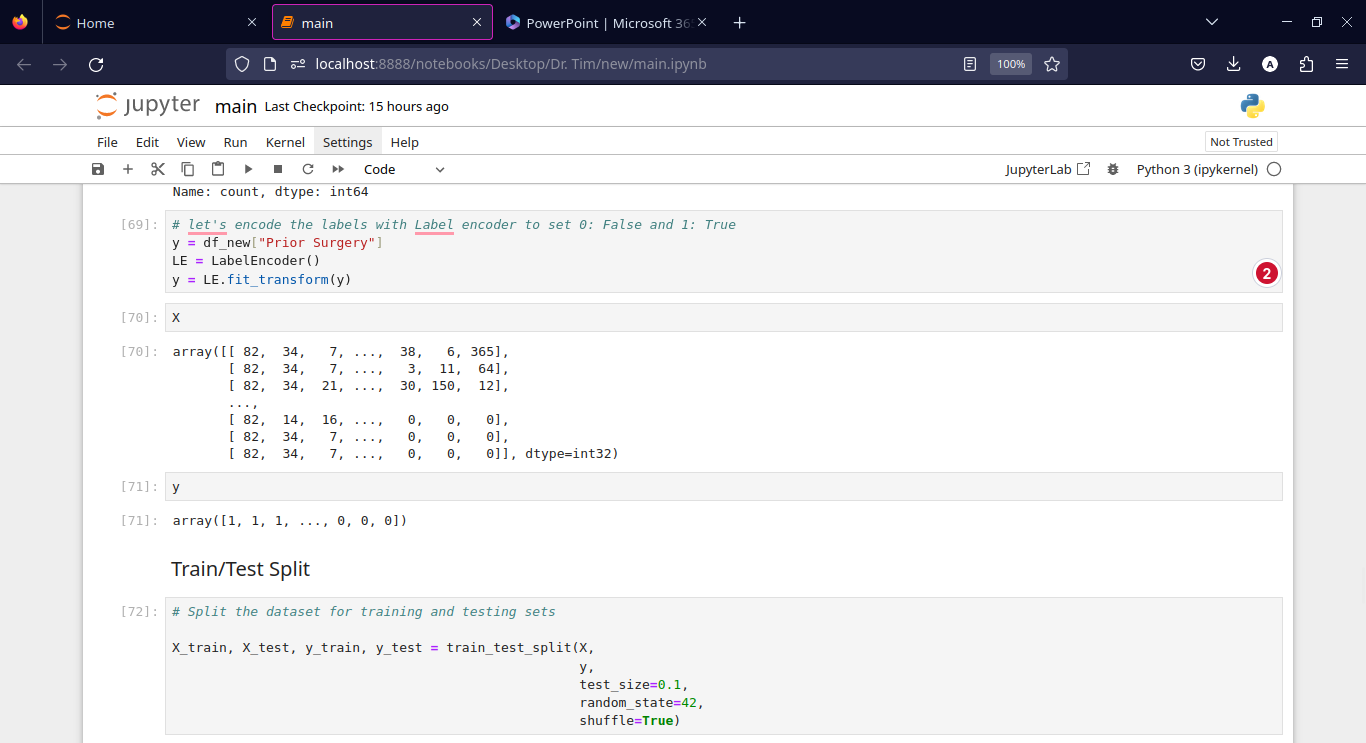 Home
main
PowerPoint | Microsoft 36
localhost:8888/notebooks/Desktop/Dr. Tim/new/main.ipynb
100%
A
jupyter main Last Checkpoint: 15 hours ago
File Edit View Run Kernel Settings Help
Not Trusted
Code
JupyterLab
Python 3 (ipykernel)
Name: count, dtype: int64
[69]: # let's encode the labels with Label encoder to set 0: False and 1: True
y = df_new["Prior Surgery"]
LE = LabelEncoder()
y = LE.fit_transform(y)
2
[70]: X
[70]: array([[ 82,  34,   7, ...,  38,   6, 365],
[ 82,  34,   7, ...,   3,  11,  64],
[ 82,  34,  21, ...,  30, 150,  12],
...,
[ 82,  14,  16, ...,   0,   0,   0],
[ 82,  34,   7, ...,   0,   0,   0],
[ 82,  34,   7, ...,   0,   0,   0]], dtype=int32)
[71]: y
[71]: array([1, 1, 1, ..., 0, 0, 0])
Train/Test Split
[72]: # Split the dataset for training and testing sets
X_train, X_test, y_train, y_test = train_test_split(X,
y,
test_size=0.1,
random_state=42,
shuffle=True)